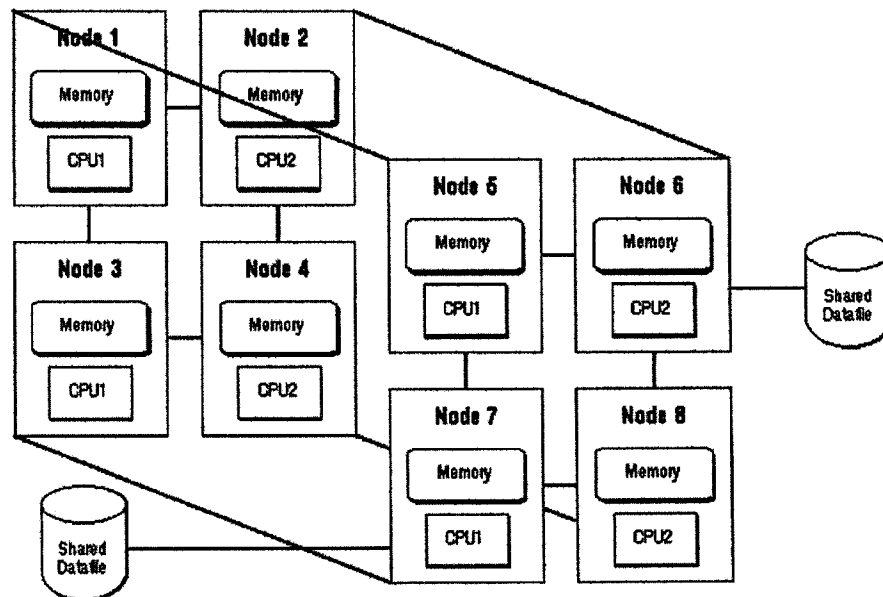 Node 1
Memory
CPU1
Node 2
Memory
CPU2
Node 3
Memory
CPU1
Node 4
Memory
CPU2
Node 5
Memory
CPU1
Node 6
Memory
CPU2
Node 7
Memory
CPU1
Node 8
Memory
CPU2
Shared
Datafile
Shared
Datafile